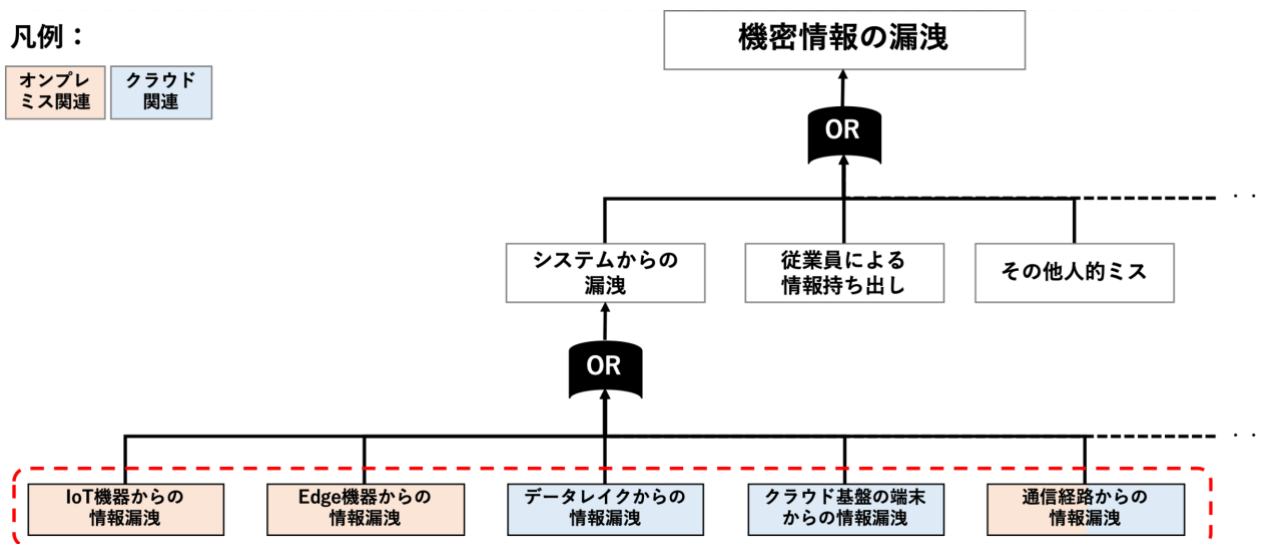 機密情報の漏洩
凡例：
オンプレ
ミス関連
クラウド
関連
OR
・・
システムからの
漏洩
従業員による
情報持ち出し
その他人的ミス
OR
・・
IoT機器からの
情報漏洩
Edge機器からの
情報漏洩
データレイクからの
情報漏洩
クラウド基盤の端末
からの情報漏洩
通信経路からの
情報漏洩